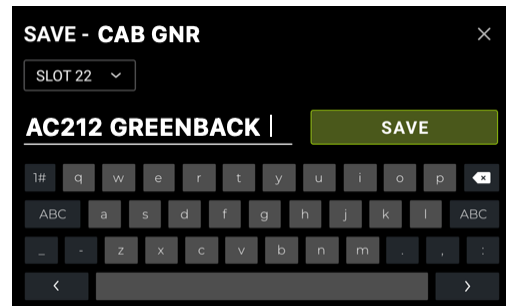 SAVE - CAB GNR
SLOT 22
AC212 GREENBACK
SAVE
1# q w e r t y u i o p
ABC a s d f g h j k l ABC
_ - z x c v b n m . , :